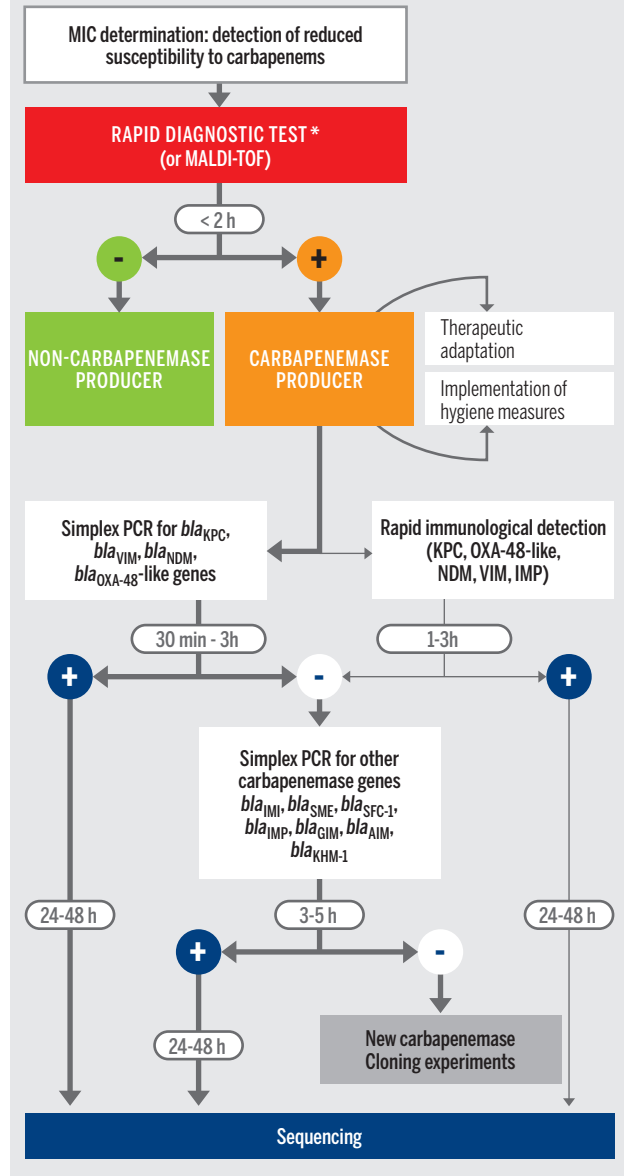 MIC determination: detection of reduced
susceptibility to carbapenems
RAPID DIAGNOSTIC TEST *
(or MALDI-TOF)
< 2 h
-
+
NON-CARBAPENEMASE
PRODUCER
CARBAPENEMASE
PRODUCER
Therapeutic
adaptation
Implementation of
hygiene measures
Simplex PCR for blaKPC,
blaVIM, blaNDM,
blaOXA-48-like genes
Rapid immunological detection
(KPC, OXA-48-like,
NDM, VIM, IMP)
30 min - 3h
1-3h
+
-
+
Simplex PCR for other
carbapenemase genes
blaIMI, blaSME, blaSFC-1,
blaIMP, blaGIM, blaAIM,
blaKHM-1
24-48 h
3-5 h
24-48 h
+
-
New carbapenemase
Cloning experiments
24-48 h
Sequencing